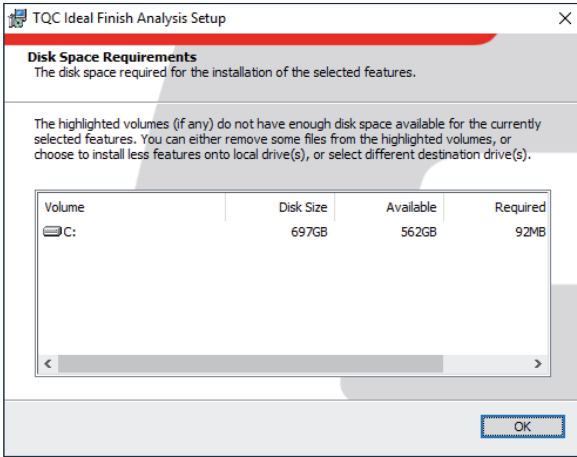 TQC Ideal Finish Analysis Setup
Disk Space Requirements
The disk space required for the installation of the selected features.
The highlighted volumes (if any) do not have enough disk space available for the currently
selected features. You can either remove some files from the highlighted volumes, or
choose to install less features onto local drive(s), or select different destination drive(s).
Volume Disk Size Available Required
C: 697GB 562GB 92MB
OK